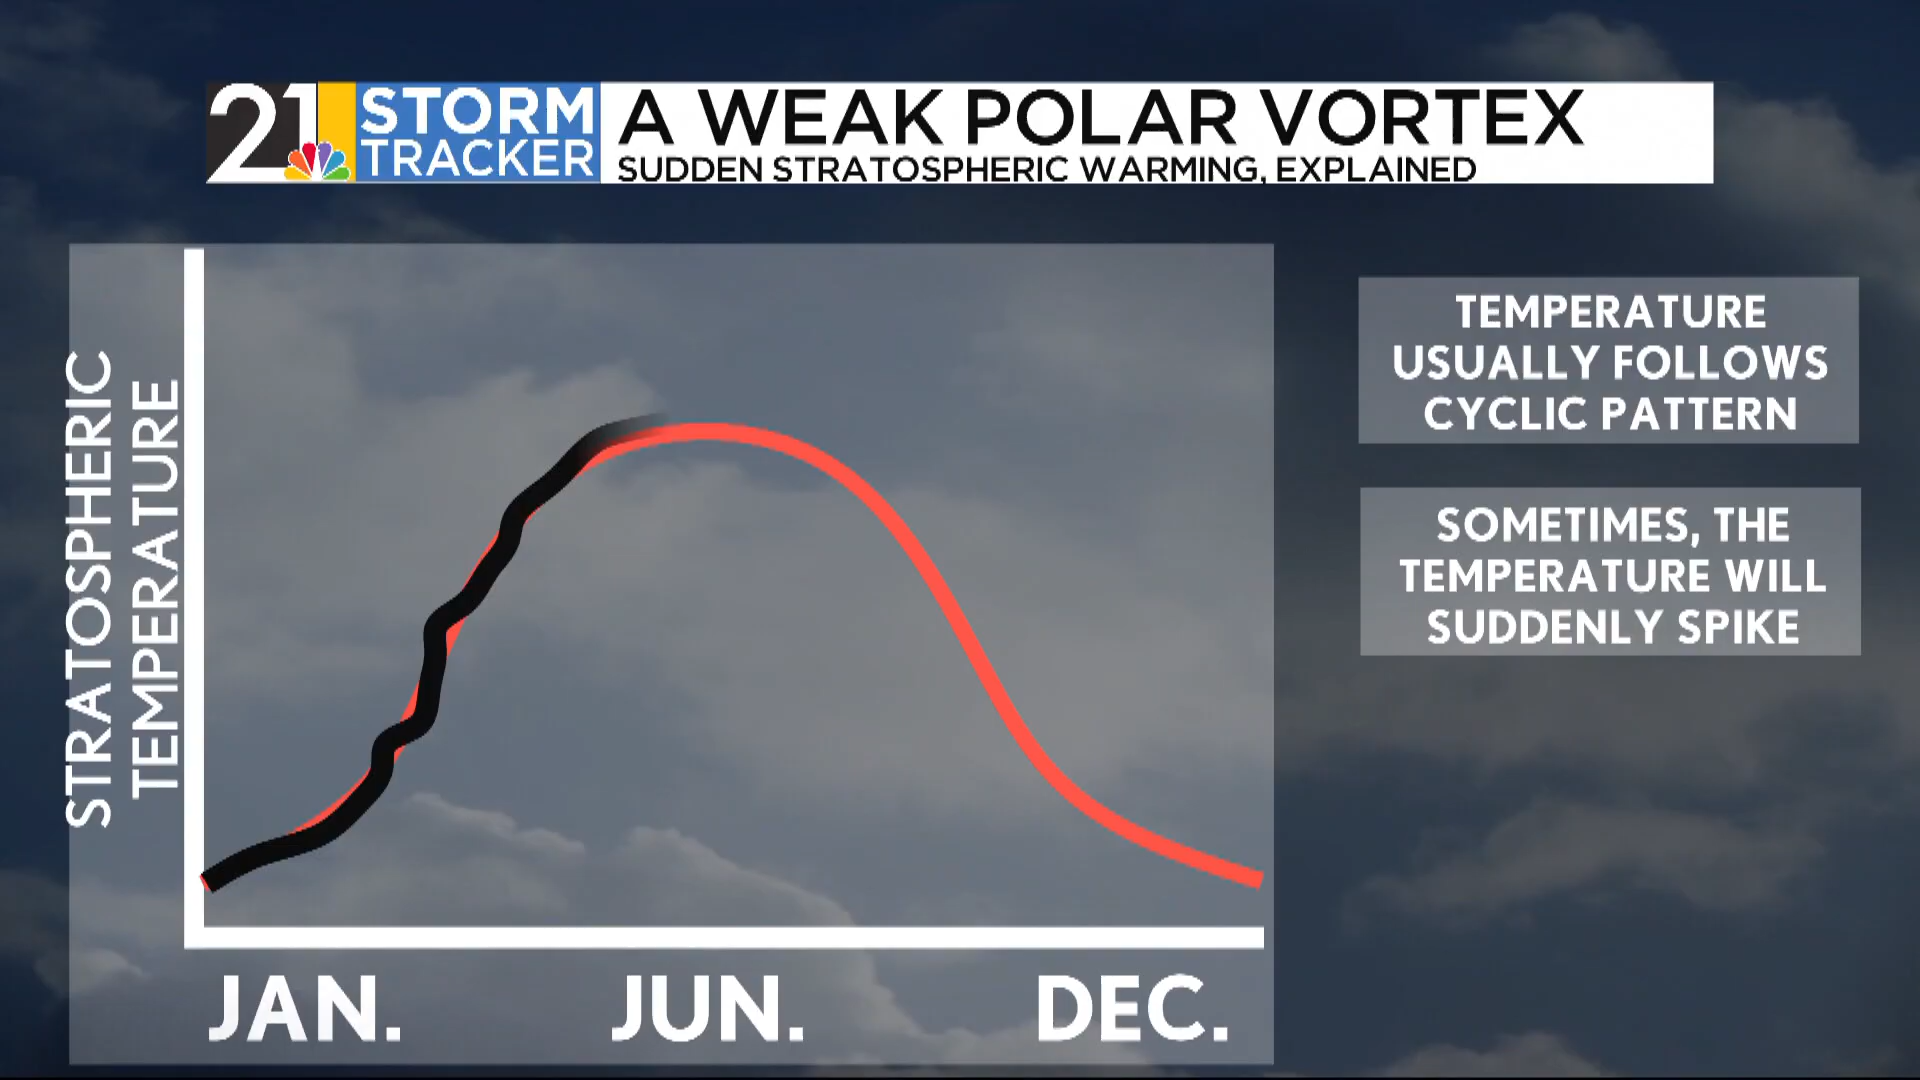 21 STORM TRACKER
A WEAK POLAR VORTEX
SUDDEN STRATOSPHERIC WARMING, EXPLAINED
STRATOSPHERIC
TEMPERATURE
JAN. JUN. DEC.
TEMPERATURE
USUALLY FOLLOWS
CYCLIC PATTERN
SOMETIMES, THE
TEMPERATURE WILL
SUDDENLY SPIKE